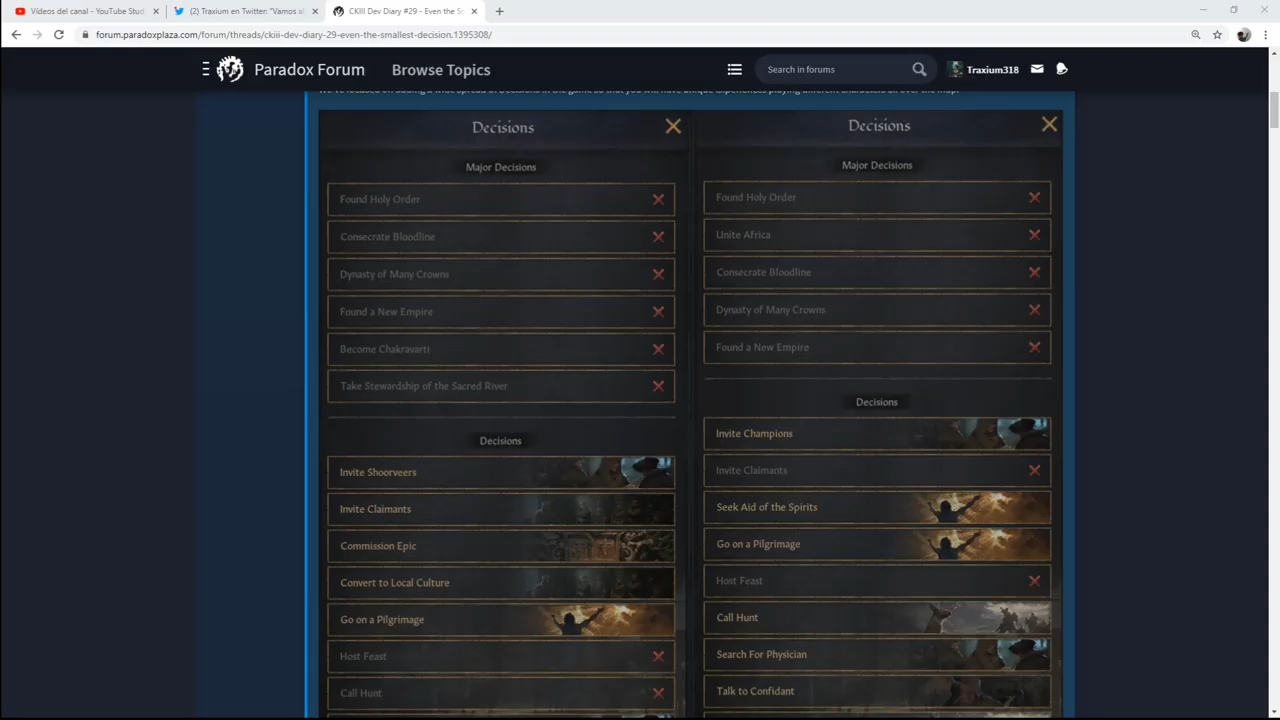 Vídeos del canal - YouTube Stud
(2) Traxium en Twitter: "Vamos al
CKIII Dev Diary #29 - Even the S
forum.paradoxplaza.com/forum/threads/ckiii-dev-diary-29-even-the-smallest-decision.1395308/
Paradox Forum
Browse Topics
Search in forums
Traxium318
Decisions
Major Decisions
Found Holy Order
Consecrate Bloodline
Dynasty of Many Crowns
Found a New Empire
Become Chakravarti
Take Stewardship of the Sacred River
Decisions
Invite Shoorveers
Invite Claimants
Commission Epic
Convert to Local Culture
Go on a Pilgrimage
Host Feast
Call Hunt
Decisions
Major Decisions
Found Holy Order
Unite Africa
Consecrate Bloodline
Dynasty of Many Crowns
Found a New Empire
Decisions
Invite Champions
Invite Claimants
Seek Aid of the Spirits
Go on a Pilgrimage
Host Feast
Call Hunt
Search For Physician
Talk to Confidant